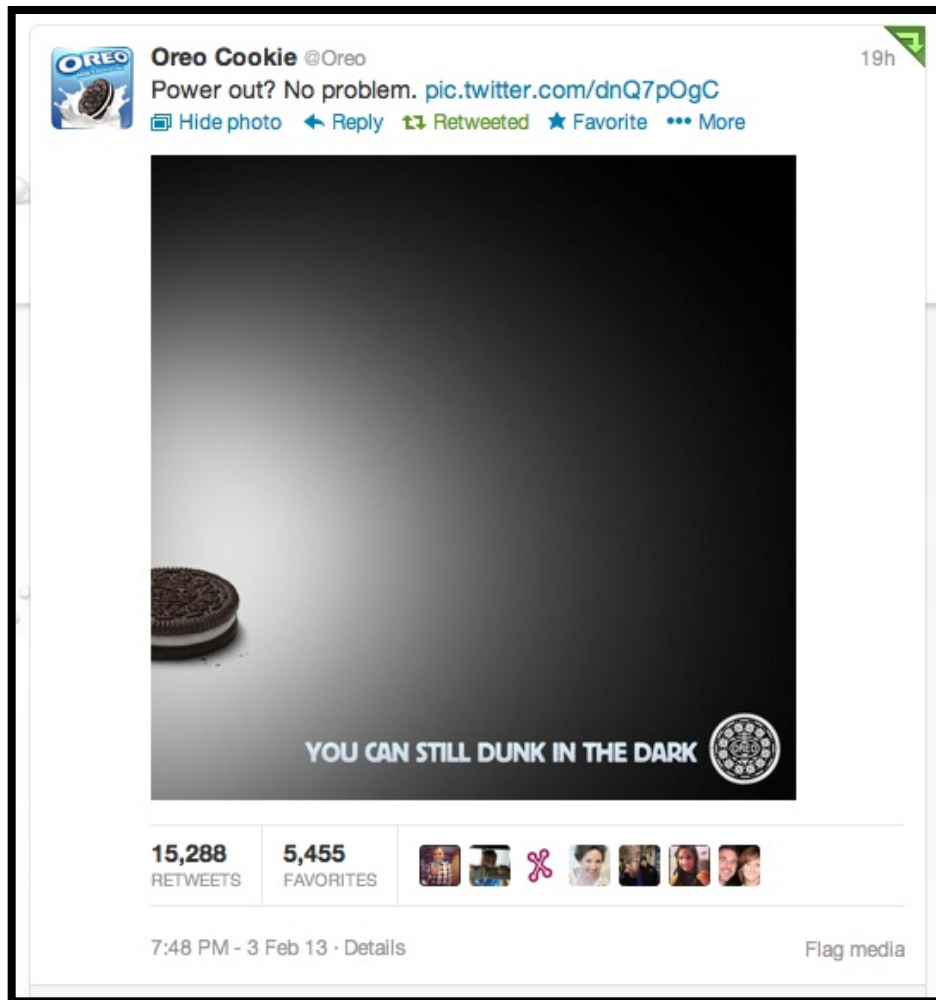 OREO
Oreo Cookie @Oreo 19h
Power out? No problem. pic.twitter.com/dnQ7pOgC
Hide photo Reply Retweeted Favorite ••• More
YOU CAN STILL DUNK IN THE DARK
OREO
15,288 5,455
RETWEETS FAVORITES
7:48 PM - 3 Feb 13 · Details Flag media